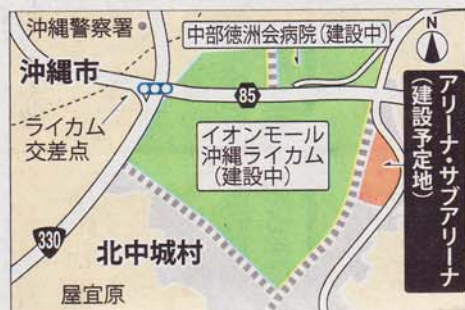 沖縄警察署
中部徳洲会病院(建設中)
N
沖縄市
85
ライカム
交差点
イオンモール
沖縄ライカム
(建設中)
アリーナ・サブアリーナ
(建設予定地)
330
北中城村
屋宜原